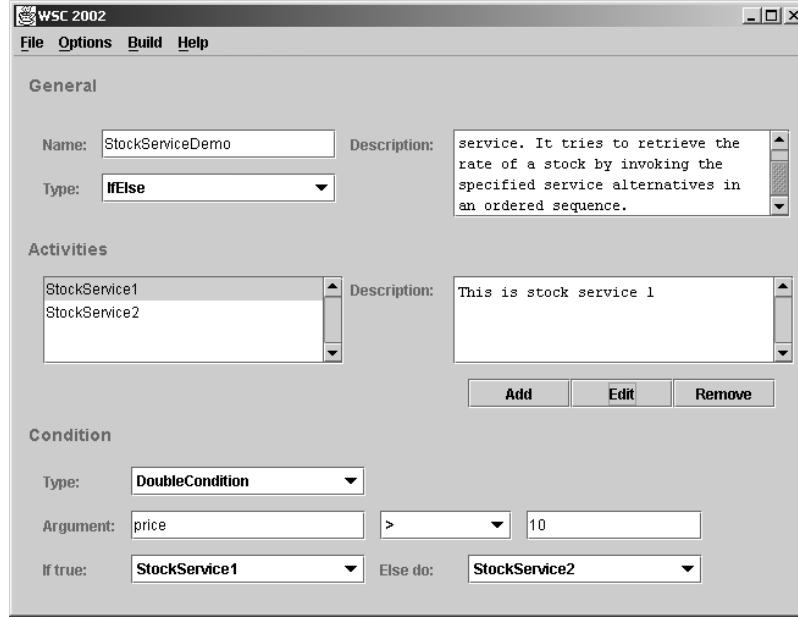 WSC 2002
File Options Build Help
General
Name: StockServiceDemo Description: service. It tries to retrieve the
rate of a stock by invoking the
Type: IfElse specified service alternatives in
an ordered sequence.
Activities
StockService1 Description: This is stock service 1
StockService2
Add Edit Remove
Condition
Type: DoubleCondition
Argument: price > 10
If true: StockService1 Else do: StockService2